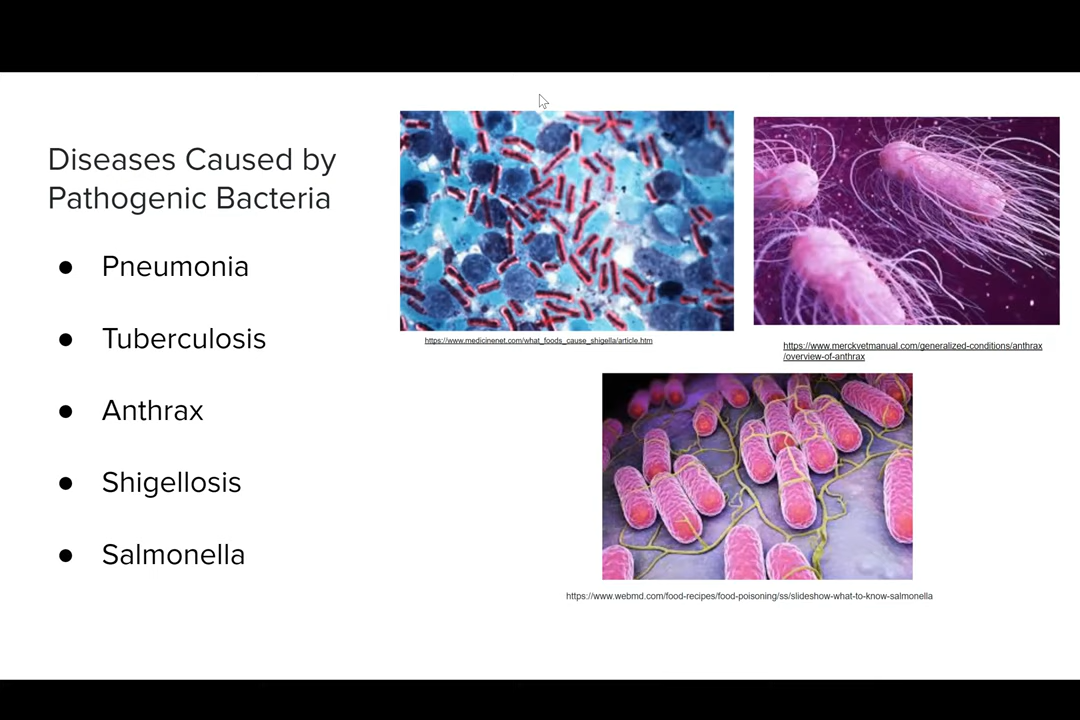 Diseases Caused by
Pathogenic Bacteria
● Pneumonia
● Tuberculosis
● Anthrax
● Shigellosis
● Salmonella
https://www.medicinenet.com/what_foods_cause_shigella/article.htm
https://www.merckvetmanual.com/generalized-conditions/anthrax
/overview-of-anthrax
https://www.webmd.com/food-recipes/food-poisoning/ss/slideshow-what-to-know-salmonella